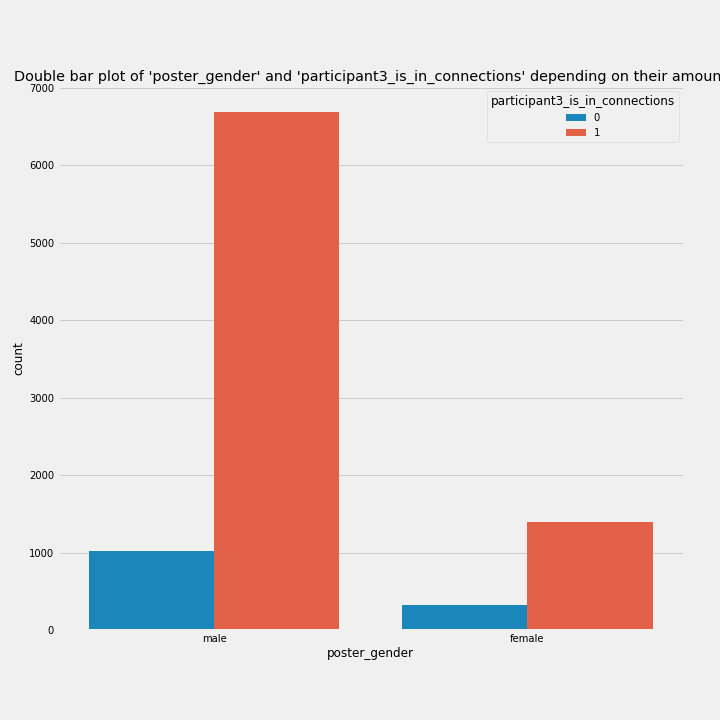 Double bar plot of 'poster_gender' and 'participant3_is_in_connections' depending on their
participant3_is_in_connections
0
1
7000
6000
5000
4000
3000
2000
1000
0
count
male
female
poster_gender